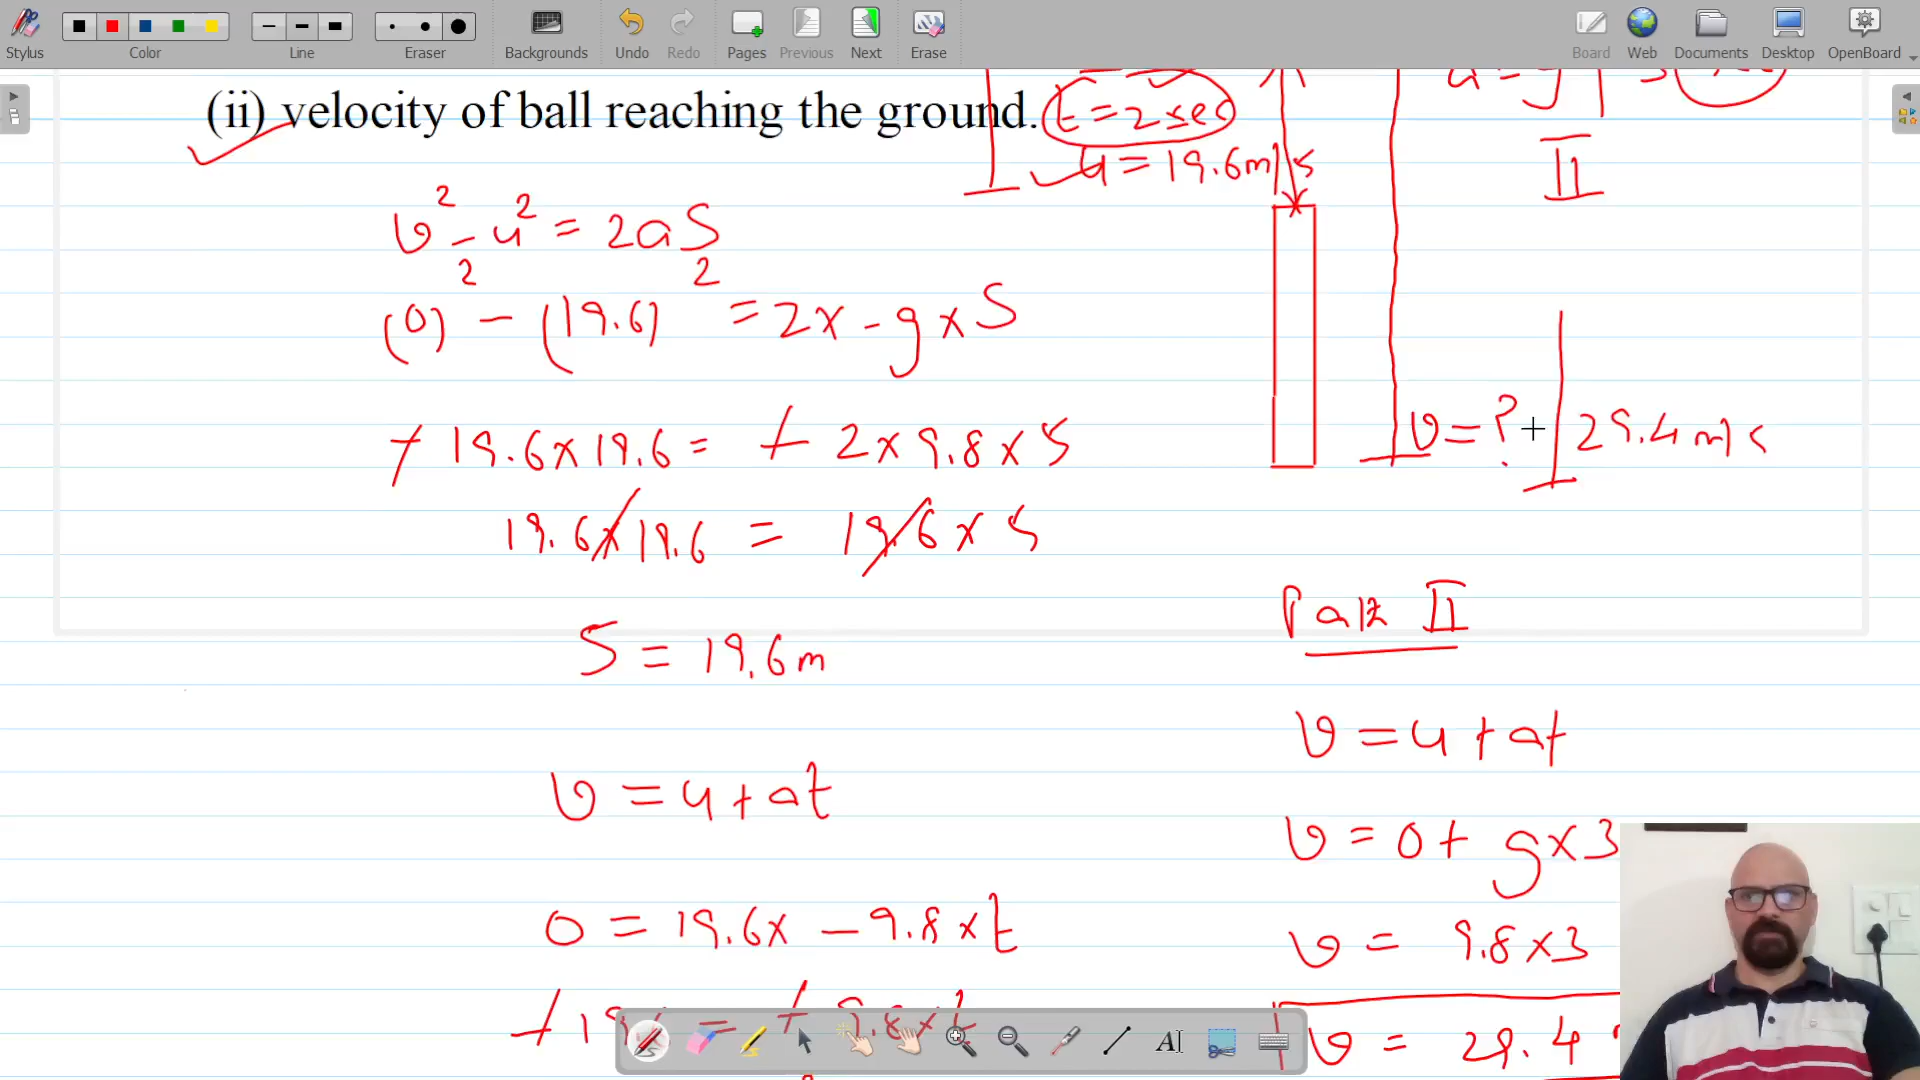 Stylus Color Line Eraser Backgrounds Undo Redo Pages Previous Next Erase Board Web Documents Desktop OpenBoard
(ii) velocity of ball reaching the ground.
t = 2 sec
u = 19.6 m/s
II
v² - u² = 2aS
(0)² - (19.6)² = 2x - g x S
+ 19.6 x 19.6 = + 2 x 9.8 x S
v = ? 29.4 m/s
19.6 x 19.6 = 19.6 x S
S = 19.6 m
Part II
v = u + at
v = u + at
v = 0 + g x 3
0 = 19.6 x - 9.8 x t
v = 9.8 x 3
+ 9.8 x t
v = 29.4